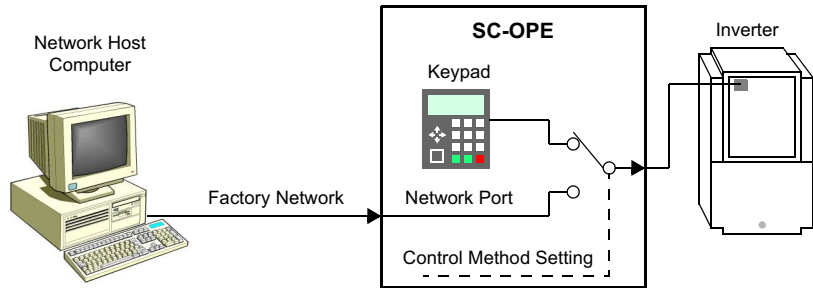 Network Host
Computer
SC-OPE
Keypad
Inverter
Factory Network
Network Port
Control Method Setting